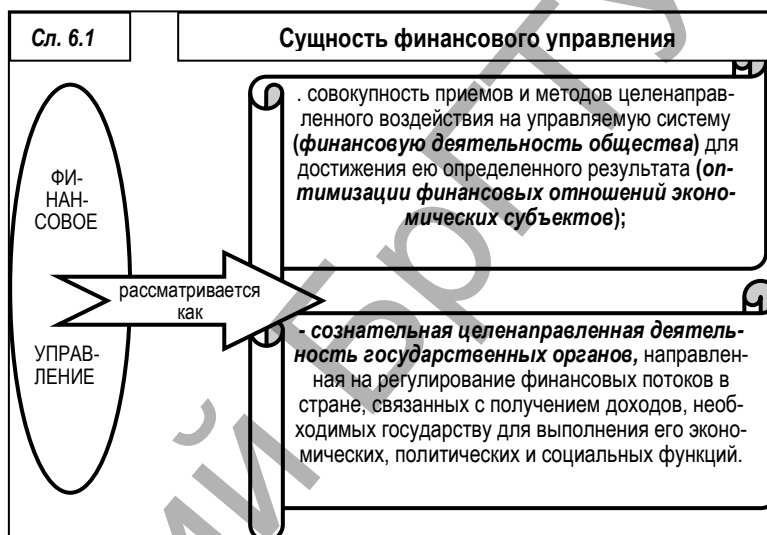 Сл. 6.1
Сущность финансового управления
ФИ-
НАН-
СОВОЕ
УПРАВ-
ЛЕНИЕ
рассматривается
как
. совокупность приемов и методов целенаправ-
ленного воздействия на управляемую систему
(финансовую деятельность общества) для
достижения ею определенного результата (оп-
тимизации финансовых отношений эконо-
мических субъектов);
- сознательная целенаправленная деятель-
ность государственных органов, направлен-
ная на регулирование финансовых потоков в
стране, связанных с получением доходов, необ-
ходимых государству для выполнения его эконо-
мических, политических и социальных функций.